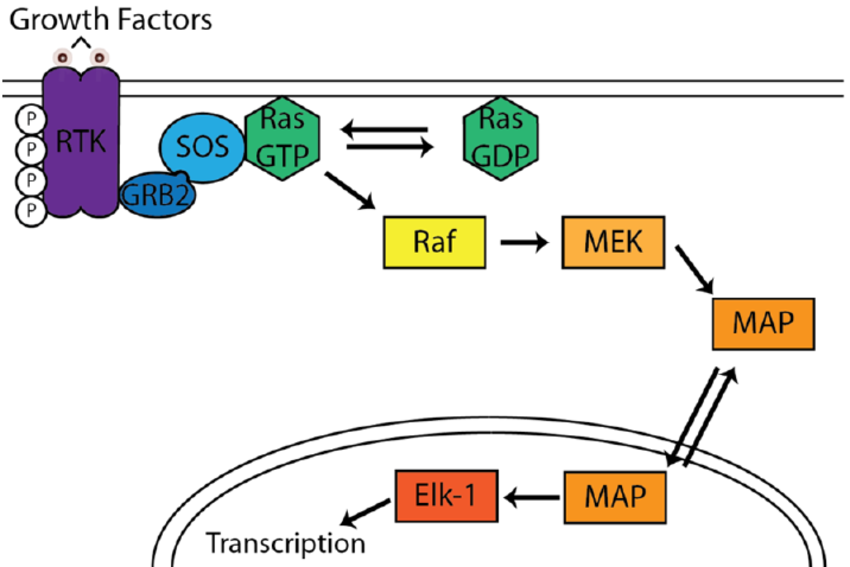 Growth Factors
P
P
P
P
RTK
GRB2
SOS
Ras
GTP
Ras
GDP
Raf
MEK
MAP
MAP
Elk-1
Transcription